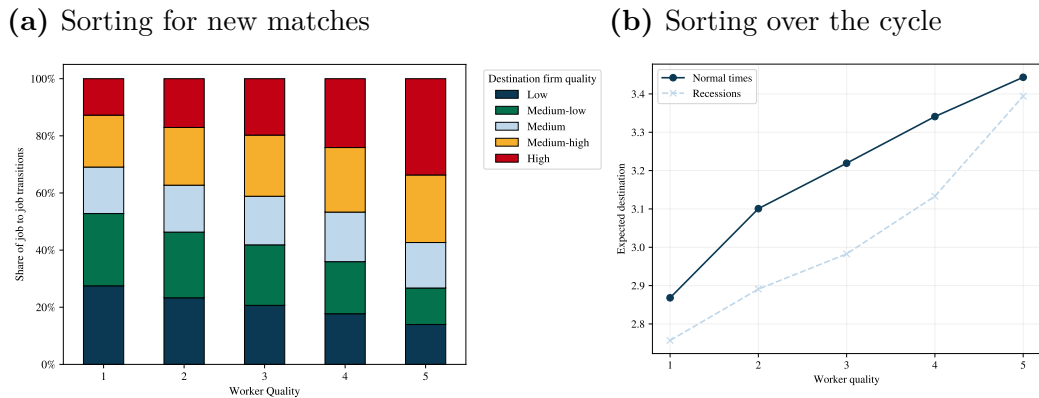 (a) Sorting for new matches
100%
80%
60%
40%
20%
0%
Share of job to job transitions
1 2 3 4 5
Worker Quality
Destination firm quality
Low
Medium-low
Medium
Medium-high
High
(b) Sorting over the cycle
Normal times
Recessions
3.4
3.3
3.2
3.1
3.0
2.9
2.8
Expected destination
1 2 3 4 5
Worker quality